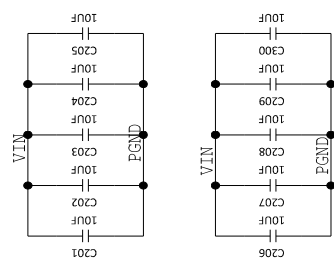 10UF
C205
10UF
C204
10UF
C203
10UF
C202
10UF
C201
VIN
PGND
10UF
C300
10UF
C209
10UF
C208
10UF
C207
10UF
C206
VIN
PGND